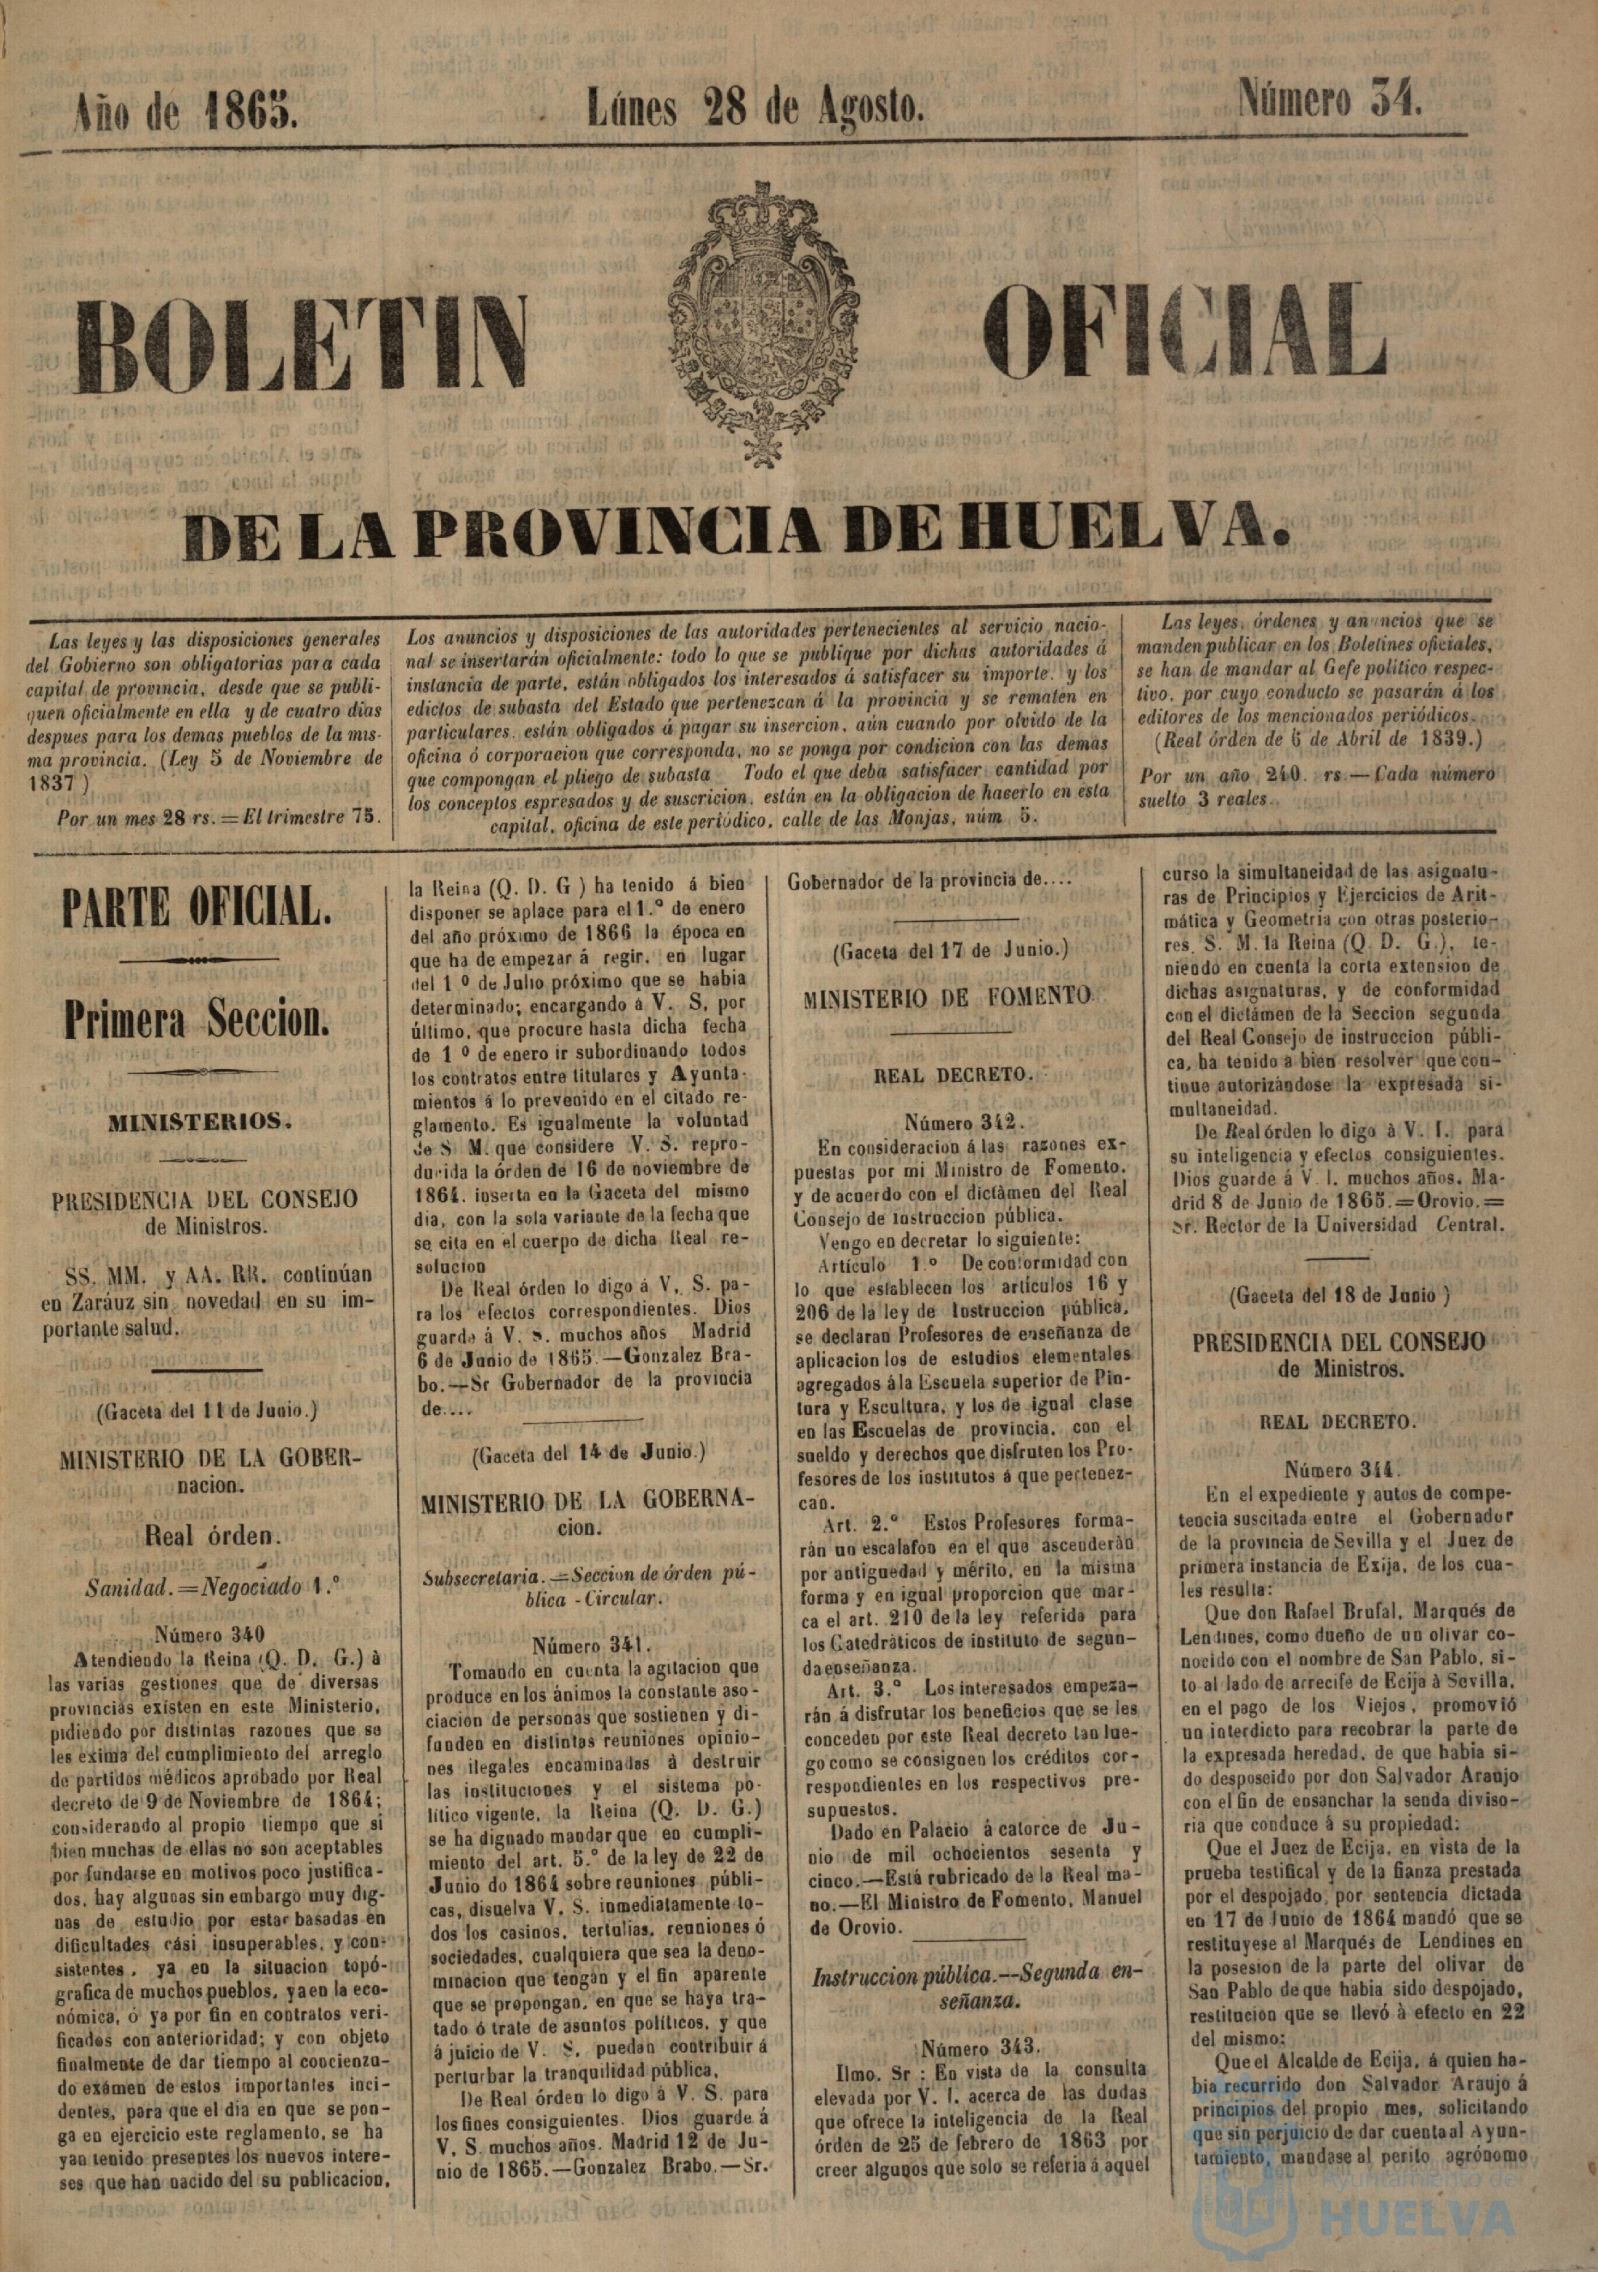 Año de 1865.
Lúnes 28 de Agosto.
Número 34.
BOLETIN OFICIAL
DE LA PROVINCIA DE HUELVA.
Las leyes y las disposiciones generales
del Gobierno son obligatorias para cada
capital de provincia, desde que se publi-
quen oficialmente en ella y de cuatro dias
despues para los demas pueblos de la mis-
ma provincia. (Ley 5 de Noviembre de
1837)
Por un mes 28 rs.=El trimestre 75.
Los anuncios y disposiciones de las autoridades pertenecientes al servicio nacio-
nal se insertarán oficialmente: todo lo que se publique por dichas autoridades á
instancia de parte, están obligados los interesados á satisfacer su importe. y los
edictos de subasta del Estado que pertenezcan á la provincia y se rematen en
particulares, están obligados á pagar su insercion, aún cuando por olvido de la
oficina ó corporacion que corresponda, no se ponga por condicion con las demas
que compongan el pliego de subasta Todo el que deba satisfacer cantidad por
los conceptos espresados y de suscricion, están en la obligacion de hacerlo en esta
capital, oficina de este periódico, calle de las Monjas, núm 5.
Las leyes, órdenes y anuncios que se
manden publicar en los Boletines oficiales,
se han de mandar al Gefe politico respec-
tivo, por cuyo conducto se pasarán á los
editores de los mencionados periódicos.
(Real órden de 6 de Abril de 1839.)
Por un año 240. rs.—Cada número
suelto 3 reales.
PARTE OFICIAL.
Primera Seccion.
MINISTERIOS.
PRESIDENCIA DEL CONSEJO
de Ministros.
SS. MM. y AA. RR. continúan
en Zaráuz sin novedad en su im-
portante salud.
(Gaceta del 11 de Junio.)
MINISTERIO DE LA GOBER-
nacion.
Real órden.
Sanidad.=Negociado 1.º
Número 340
Atendiendo la Reina (Q. D. G.) à
las varias gestiones que de diversas
provincias existen en este Ministerio,
pidiendo por distintas razones que se
les exima del cumplimiento del arreglo
de partidos médicos aprobado por Real
decreto de 9 de Noviembre de 1864;
considerando al propio tiempo que si
bien muchas de ellas no son aceptables
por fundarse en motivos poco justifica-
dos, hay algunas sin embargo muy dig-
nas de estudio por estar basadas en
dificultades cási insuperables, y con-
sistentes, ya en la situacion topó-
grafica de muchos pueblos, ya en la eco-
nómica, ó ya por fin en contratos veri-
ficados con anterioridad; y con objeto
finalmente de dar tiempo al concienzu-
do exámen de estos importantes inci-
dentes, para que el dia en que se pon-
ga en ejercicio este reglamento, se ha
yan tenido presentes los nuevos intere-
ses que han nacido del su publicacion,
la Reina (Q. D. G ) ha tenido á bien
disponer se aplace para el 1.º de enero
del año próximo de 1866 la época en
que ha de empezar á regir, en lugar
del 1 º de Julio próximo que se habia
determinado; encargando á V. S, por
último, que procure hasta dicha fecha
de 1 º de enero ir subordinando todos
los contratos entre titulares y Ayunta-
mientos á lo prevenido en el citado re-
glamento. Es igualmente la voluntad
de S M. que considere V. S. repro-
ducida la órden de 16 de noviembre de
1864, inserta en la Gaceta del mismo
dia, con la sola variante de la fecha que
se cita en el cuerpo de dicha Real re-
solucion
De Real órden lo digo á V. S. pa-
ra los efectos correspondientes. Dios
guarde á V. S. muchos años Madrid
6 de Junio de 1865.—Gonzalez Bra-
bo.—Sr Gobernador de la provincia
de....
(Gaceta del 14 de Junio.)
MINISTERIO DE LA GOBERNA-
cion.
Subsecretaria.=Seccion de órden pú-
blica -Circular.
Número 341.
Tomando en cuenta la agitacion que
produce en los ánimos la constante aso-
ciacion de personas que sostienen y di-
funden en distintas reuniones opinio-
nes ilegales encaminadas à destruir
las instituciones y el sistema po-
lítico vigente, la Reina (Q. D. G.)
se ha dignado mandar que en cumpli-
miento del art. 5.º de la ley de 22 de
Junio do 1864 sobre reuniones públi-
cas, disuelva V. S. inmediatamente to-
dos los casinos, tertulias, reuniones ó
sociedades, cualquiera que sea la deno-
minacion que tengan y el fin aparente
que se propongan, en que se haya tra-
tado ó trate de asuntos políticos, y que
á juicio de V. S. puedan contribuir á
perturbar la tranquilidad pública,
De Real órden lo digo á V. S. para
los fines consiguientes. Dios guarde á
V. S. muchos años. Madrid 12 de Ju-
nio de 1865.—Gonzalez Brabo.—Sr.
Gobernador de la provincia de....
(Gaceta del 17 de Junio.)
MINISTERIO DE FOMENTO
REAL DECRETO.
Número 342.
En consideracion á las razones ex-
puestas por mi Ministro de Fomento,
y de acuerdo con el dictámen del Real
Consejo de instruccion pública.
Vengo en decretar lo siguiente:
Artículo 1.º De conformidad con
lo que establecen los artículos 16 y
206 de la ley de Instruccion pública,
se declaran Profesores de enseñanza de
aplicacion los de estudios elementales
agregados á la Escuela superior de Pin-
tura y Escultura, y los de igual clase
en las Escuelas de provincia, con el
sueldo y derechos que disfruten los Pro-
fesores de los institutos á que pertenez-
can.
Art. 2.º Estos Profesores forma-
rán un escalafon en el que ascenderán
por antiguedad y mérito, en la misma
forma y en igual proporcion que mar-
ca el art. 210 de la ley referida para
los Catedráticos de instituto de segun-
da enseñanza.
Art. 3.º Los interesados empeza-
rán á disfrutar los beneficios que se les
conceden por este Real decreto tan lue-
go como se consignen los créditos cor-
respondientes en los respectivos pre-
supuestos.
Dado en Palacio á catorce de Ju-
nio de mil ochocientos sesenta y
cinco.—Está rubricado de la Real ma-
no.—El Ministro de Fomento, Manuel
de Orovio.
Instruccion pública.--Segunda en-
señanza.
Número 343.
Ilmo. Sr : En vista de la consulta
elevada por V. I. acerca de las dudas
que ofrece la inteligencia de la Real
órden de 25 de febrero de 1863 por
creer algunos que solo se referia á aquel
curso la simultaneidad de las asignatu-
ras de Principios y Ejercicios de Arit-
mática y Geometría con otras posterio-
res. S. M. la Reina (Q. D. G.), te-
niendo en cuenta la corta extension de
dichas asignaturas, y de conformidad
con el dictámen de la Seccion segunda
del Real Consejo de instruccion públi-
ca, ha tenido á bien resolver que con-
tinue autorizándose la expresada si-
multaneidad.
De Real órden lo digo à V. I. para
su inteligencia y efectos consiguientes.
Dios guarde á V. I. muchos años. Ma-
drid 8 de Junio de 1865.=Orovio.=
Sr. Rector de la Universidad Central.
(Gaceta del 18 de Junio )
PRESIDENCIA DEL CONSEJO
de Ministros.
REAL DECRETO.
Número 344.
En el expediente y autos de compe-
tencia suscitada entre el Gobernador
de la provincia de Sevilla y el Juez de
primera instancia de Exija, de los cua-
les resulta:
Que don Rafael Brufal, Marqués de
Lendines, como dueño de un olivar co-
nocido con el nombre de San Pablo, si-
to al lado de arrecife de Ecija à Sevilla,
en el pago de los Viejos, promovió
un interdicto para recobrar la parte de
la expresada heredad, de que habia si-
do desposeido por don Salvador Araujo
con el fin de ensanchar la senda diviso-
ria que conduce á su propiedad:
Que el Juez de Ecija, en vista de la
prueba testifical y de la fianza prestada
por el despojado, por sentencia dictada
en 17 de Junio de 1864 mandó que se
restituyese al Marqués de Lendines en
la posesion de la parte del olivar de
San Pablo de que habia sido despojado,
restitucion que se llevó à efecto en 22
del mismo:
Que el Alcalde de Ecija, á quien ha-
bia recurrido don Salvador Araujo á
principios del propio mes, solicitando
que sin perjuicio de dar cuenta al Ayun-
tamiento, mandase al perito agrónomo
Ayuntamiento de
HUELVA